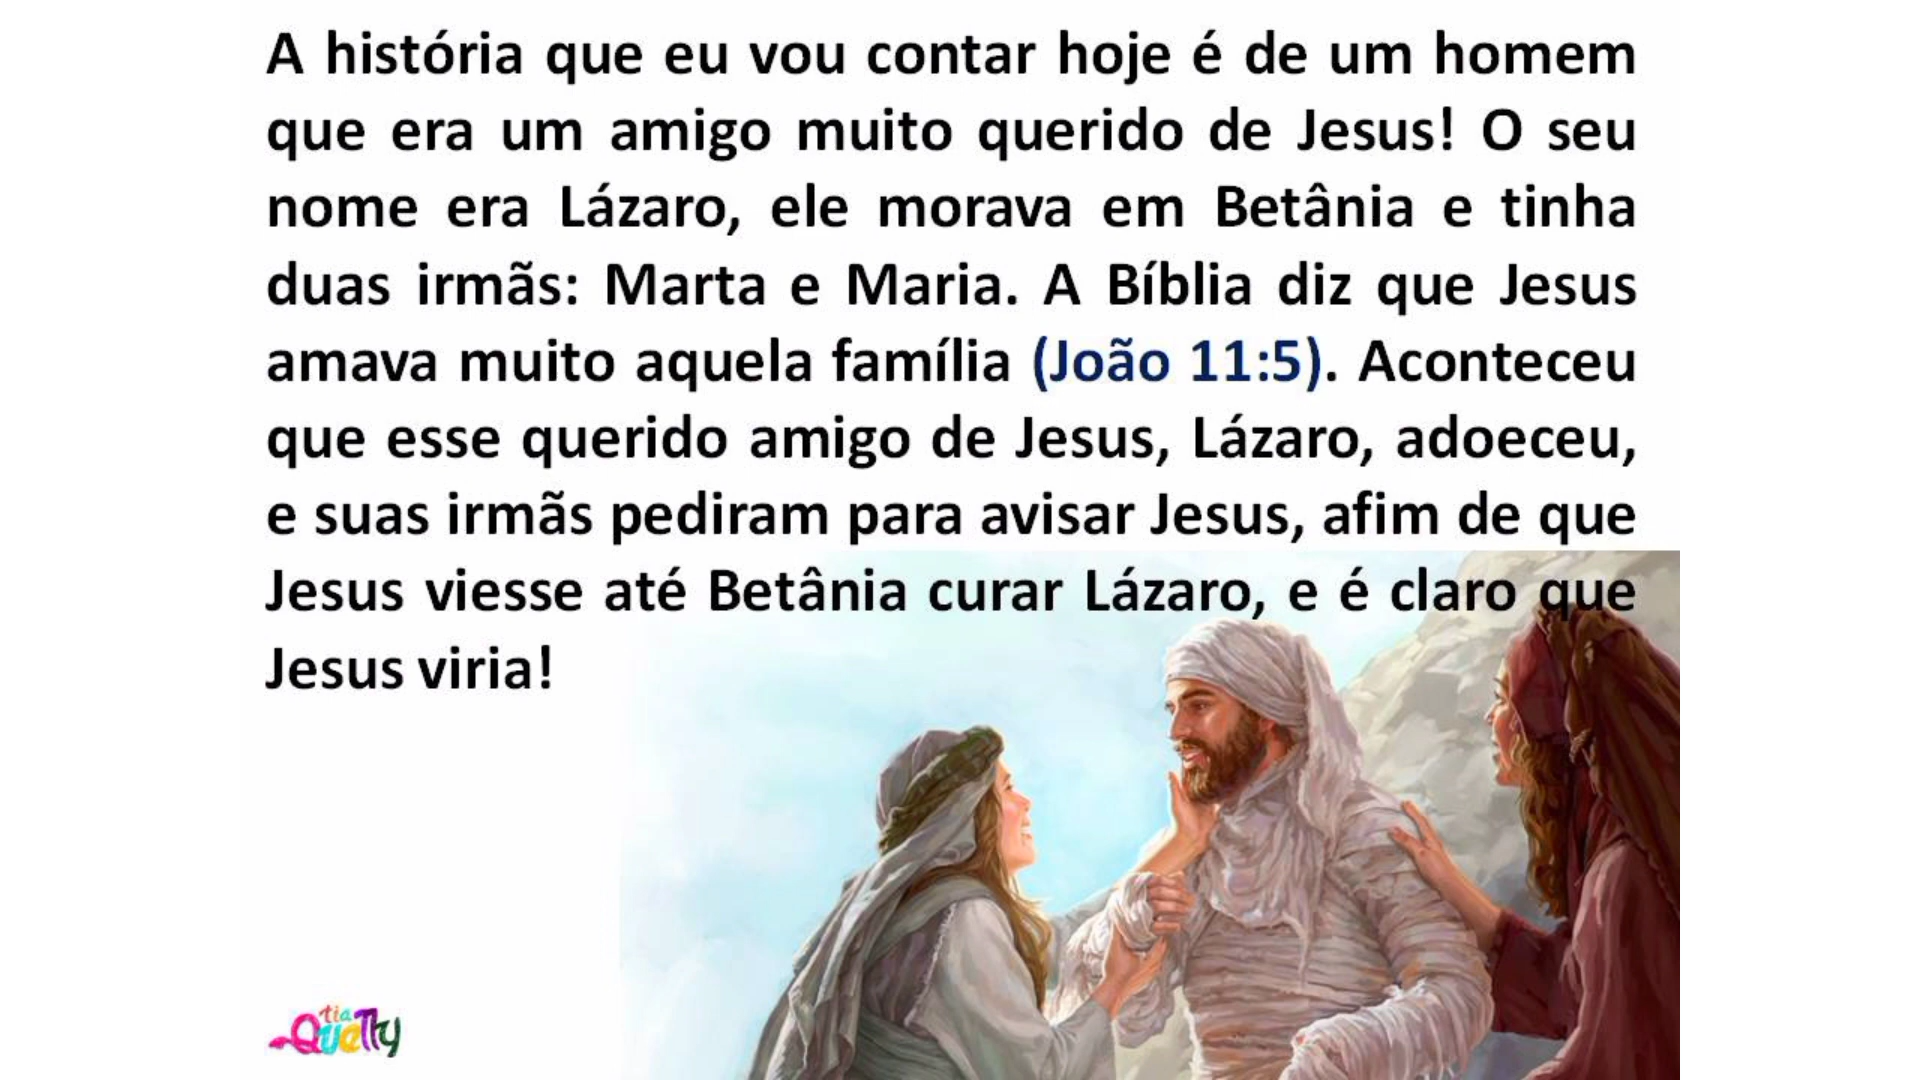 A história que eu vou contar hoje é de um homem
que era um amigo muito querido de Jesus! O seu
nome era Lázaro, ele morava em Betânia e tinha
duas irmãs: Marta e Maria. A Bíblia diz que Jesus
amava muito aquela família (João 11:5). Aconteceu
que esse querido amigo de Jesus, Lázaro, adoeceu,
e suas irmãs pediram para avisar Jesus, afim de que
Jesus viesse até Betânia curar Lázaro, e é claro que
Jesus viria!
tia
Quelly